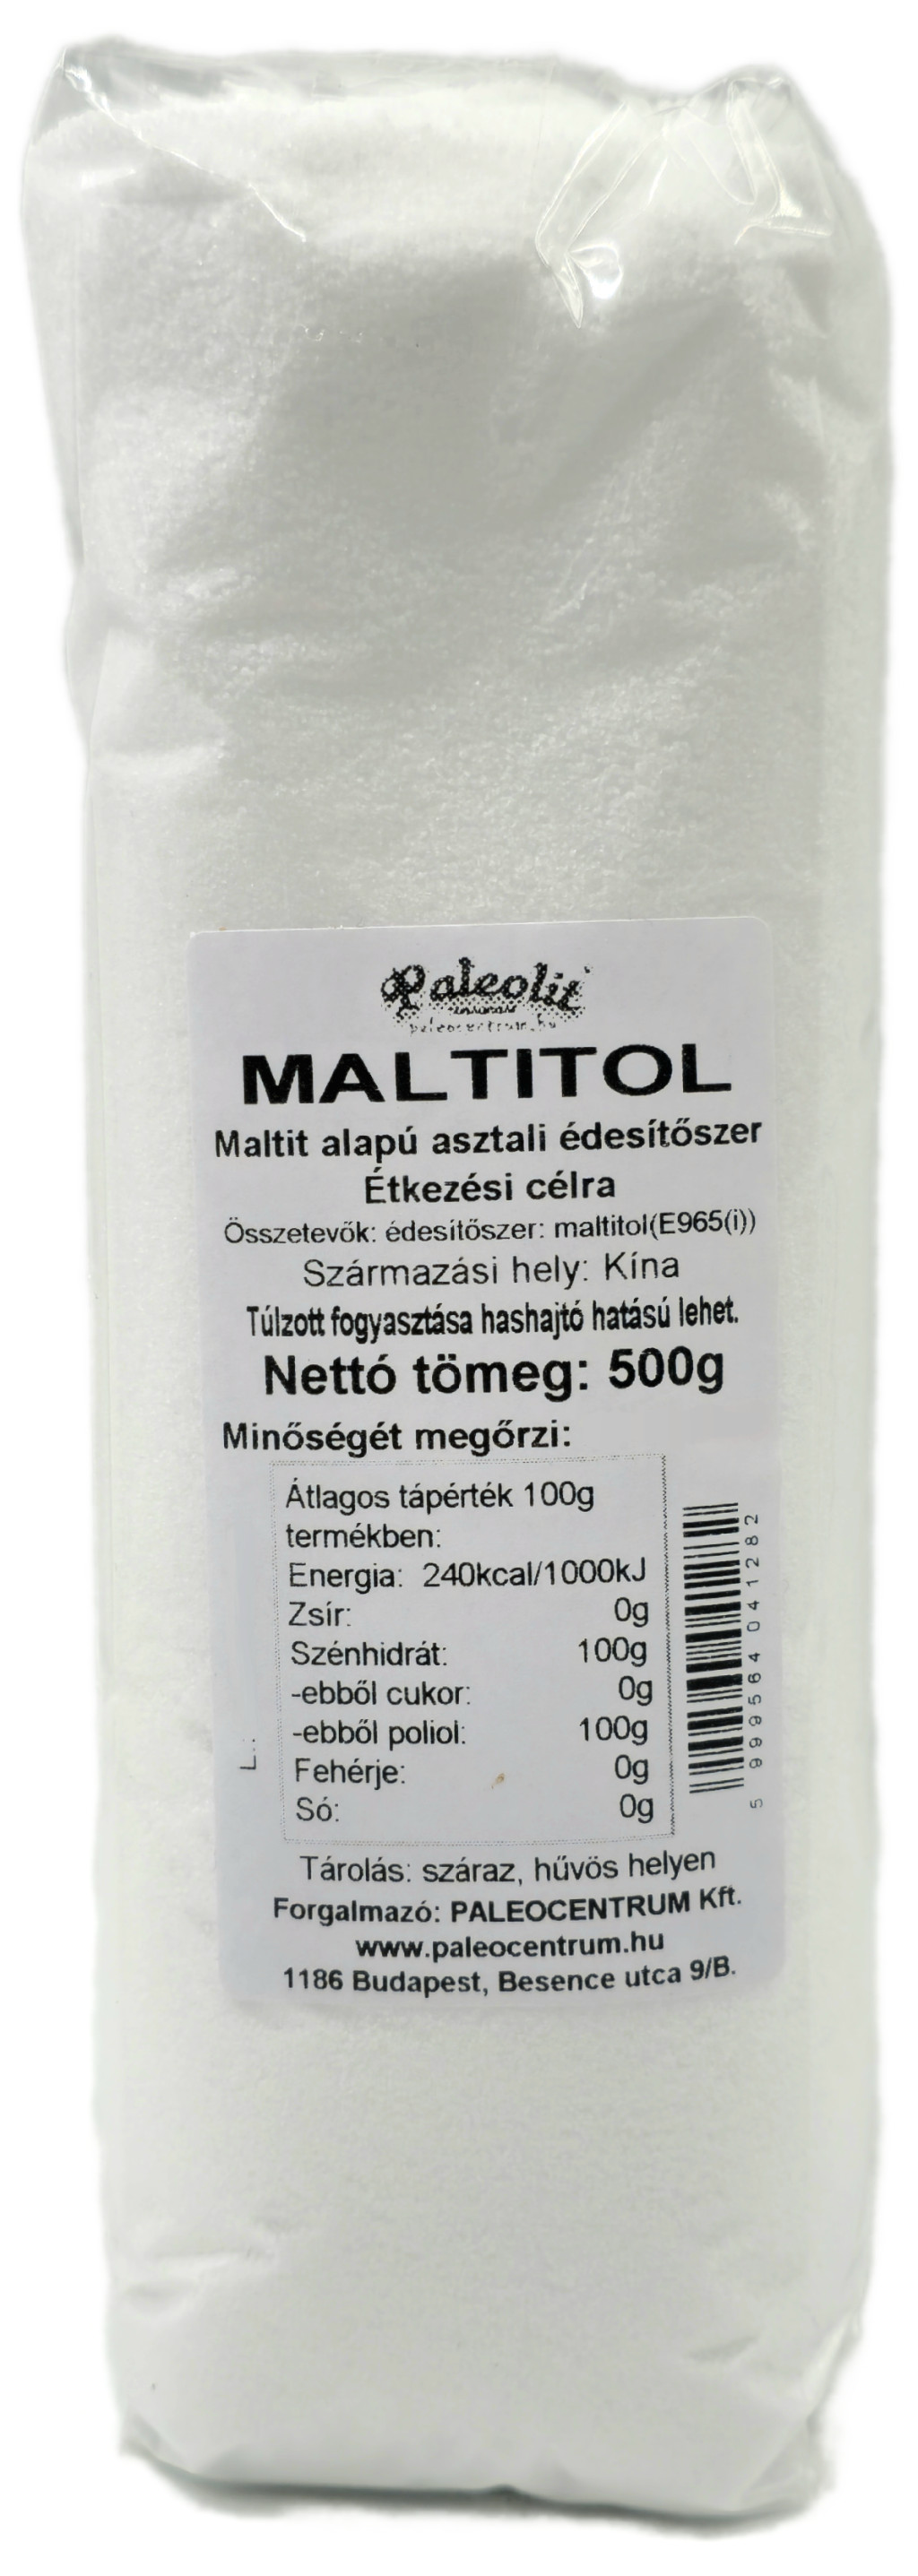 Paleolit
paleocentrum.hu
MALTITOL
Maltit alapú asztali édesítőszer
Étkezési célra
Összetevők: édesítőszer: maltitol(E965(i))
Származási hely: Kína
Túlzott fogyasztása hashajtó hatású lehet.
Nettó tömeg: 500g
Minőségét megőrzi:
Átlagos tápérték 100g
termékben:
Energia: 240kcal/1000kJ
Zsír: 0g
Szénhidrát: 100g
-ebből cukor: 0g
-ebből poliol: 100g
Fehérje: 0g
Só: 0g
L.:
5 999564 041282
Tárolás: száraz, hűvös helyen
Forgalmazó: PALEOCENTRUM Kft.
www.paleocentrum.hu
1186 Budapest, Besence utca 9/B.